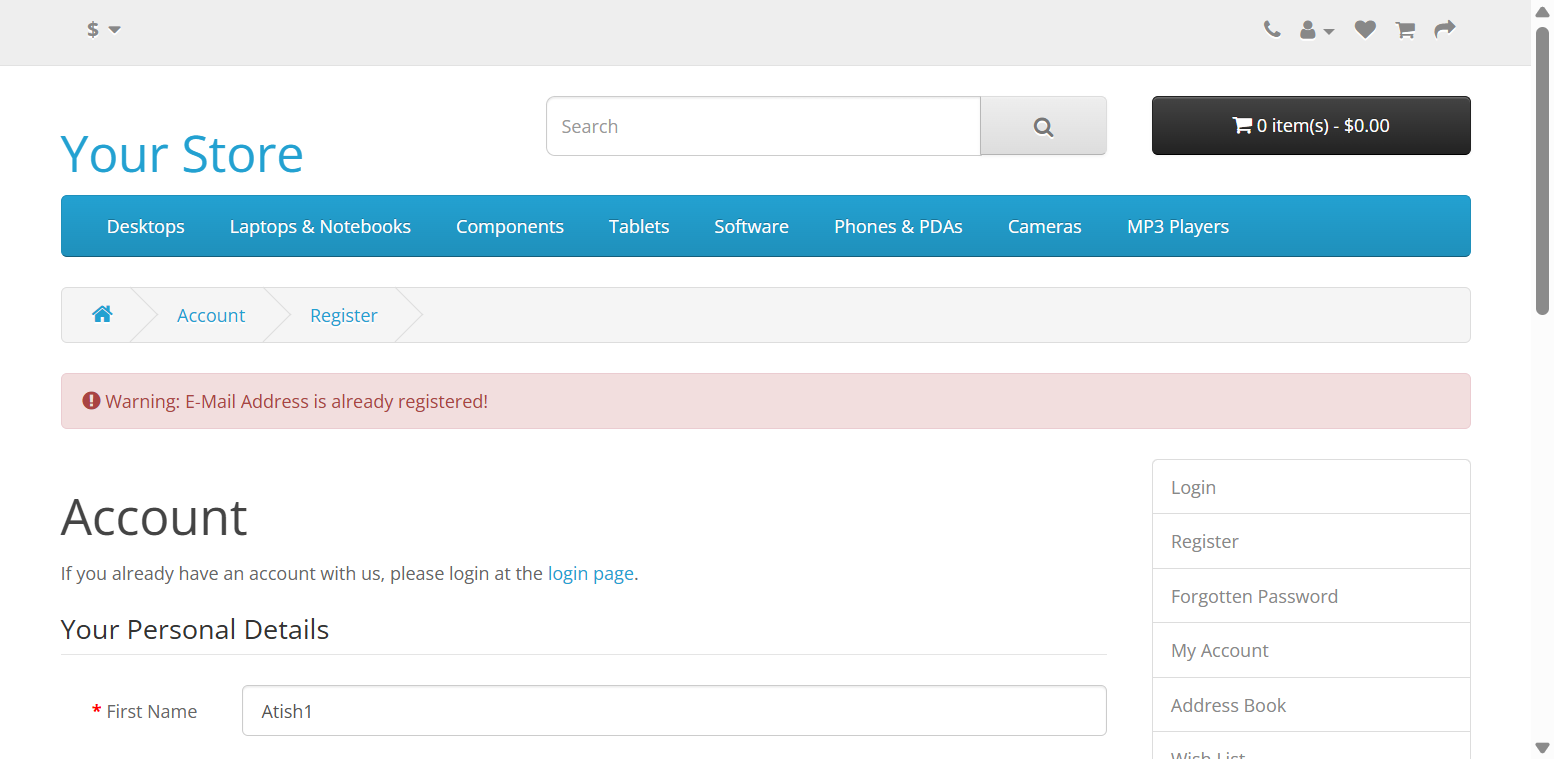 $
Your Store
Search
0 item(s) - $0.00
Desktops Laptops & Notebooks Components Tablets Software Phones & PDAs Cameras MP3 Players
Account Register
Warning: E-Mail Address is already registered!
Account
If you already have an account with us, please login at the login page.
Your Personal Details
* First Name Atish1
Login
Register
Forgotten Password
My Account
Address Book
Wish List